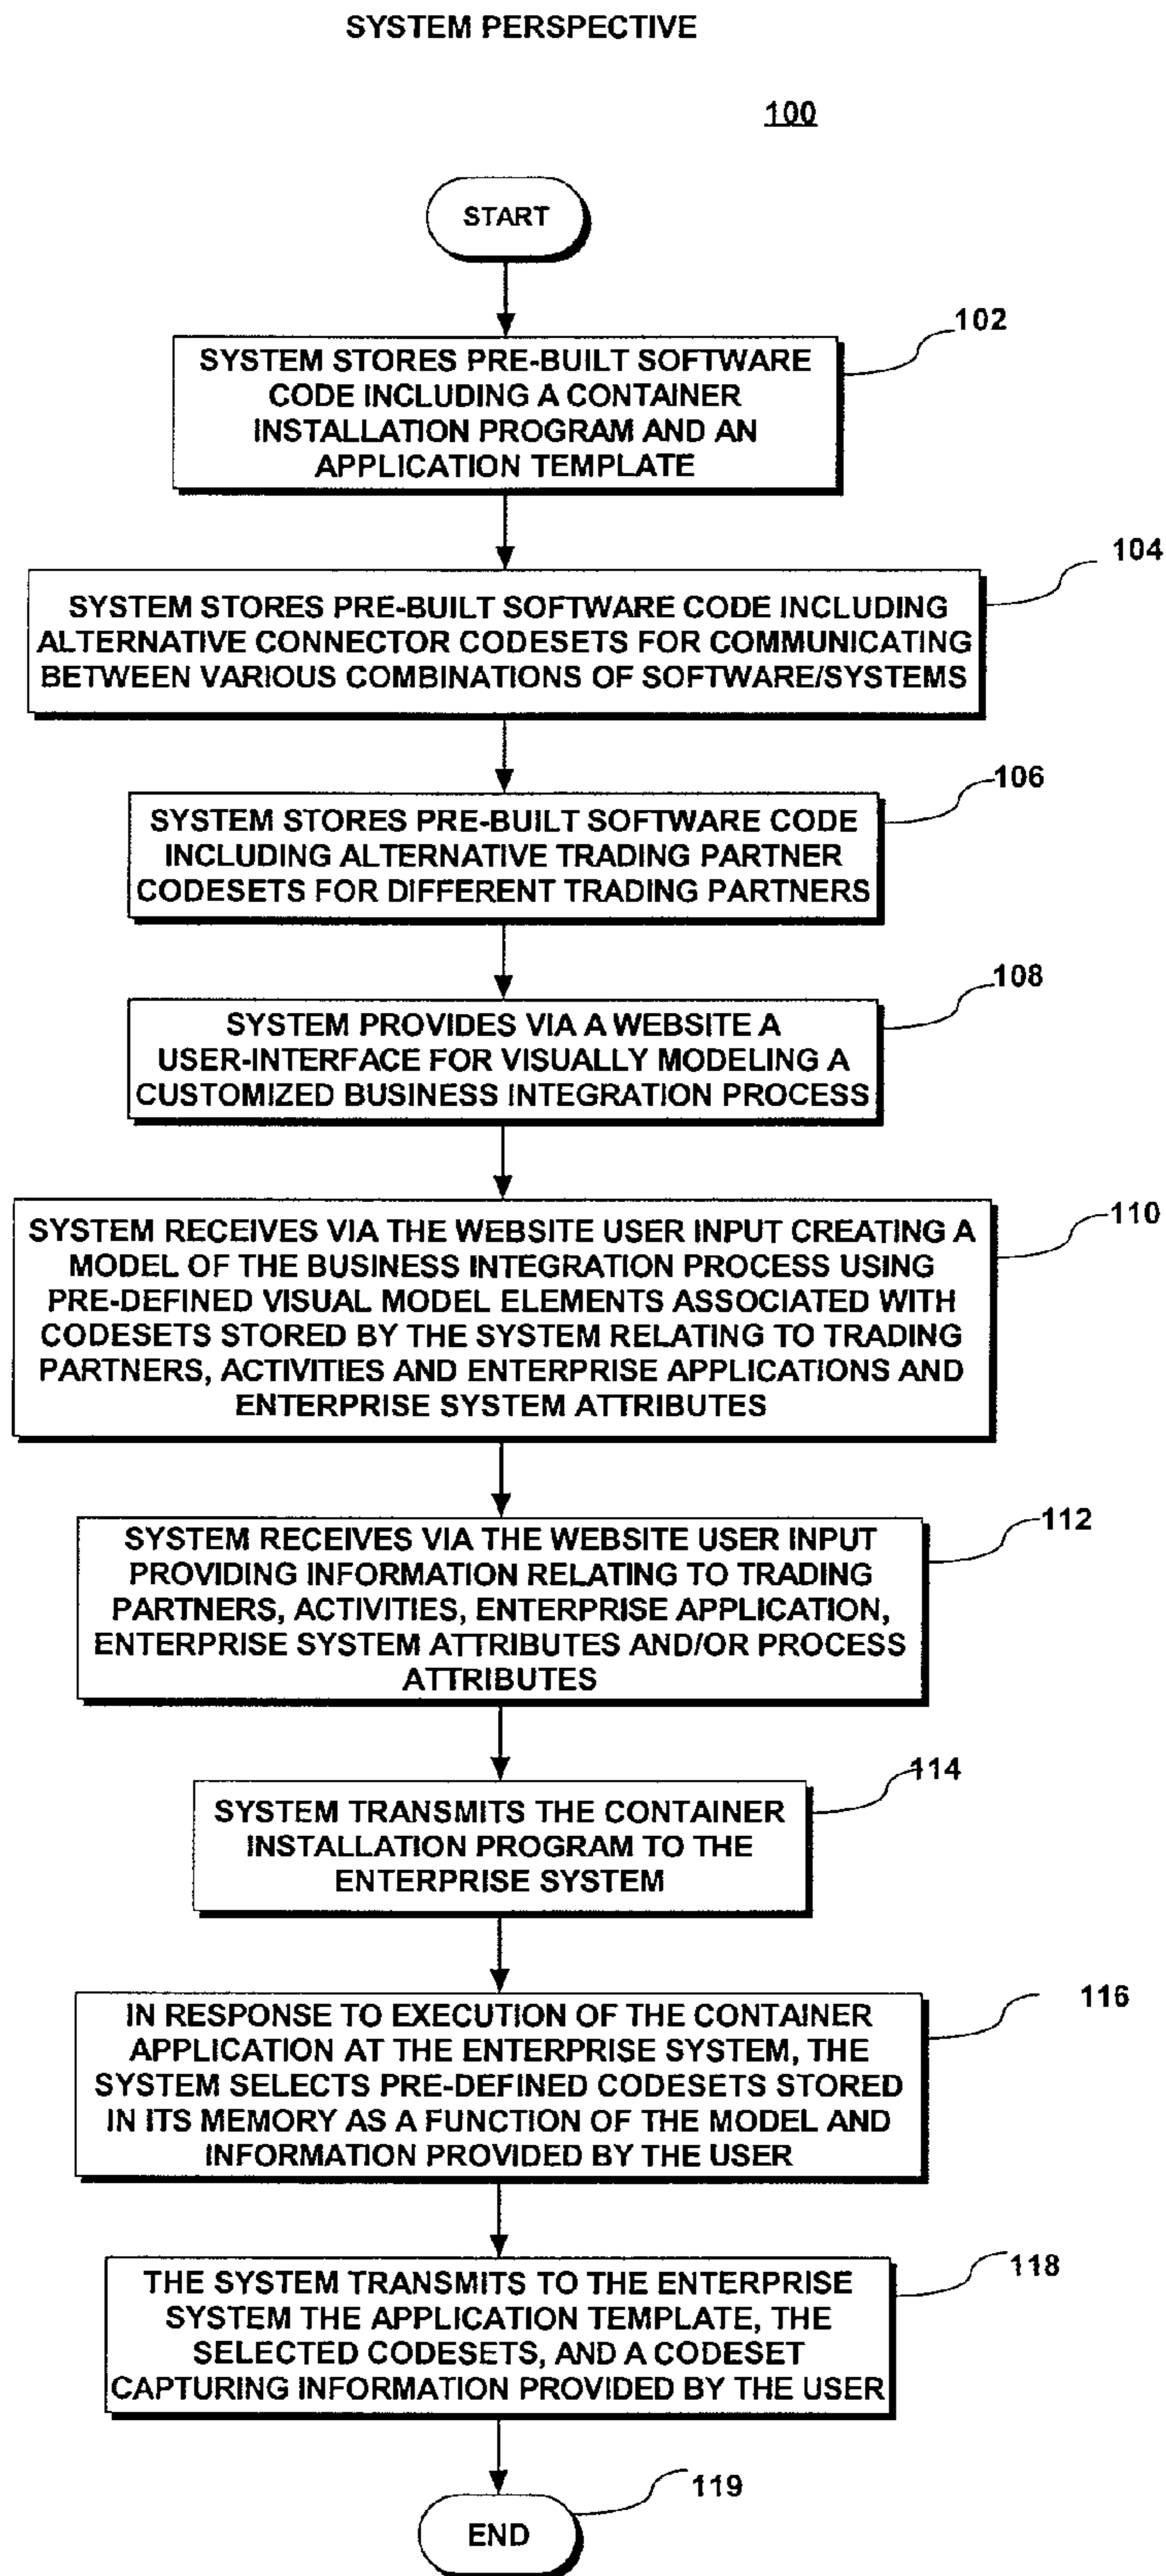 SYSTEM PERSPECTIVE
100
START
102
SYSTEM STORES PRE-BUILT SOFTWARE
CODE INCLUDING A CONTAINER
INSTALLATION PROGRAM AND AN
APPLICATION TEMPLATE
104
SYSTEM STORES PRE-BUILT SOFTWARE CODE INCLUDING
ALTERNATIVE CONNECTOR CODESETS FOR COMMUNICATING
BETWEEN VARIOUS COMBINATIONS OF SOFTWARE/SYSTEMS
106
SYSTEM STORES PRE-BUILT SOFTWARE CODE
INCLUDING ALTERNATIVE TRADING PARTNER
CODESETS FOR DIFFERENT TRADING PARTNERS
108
SYSTEM PROVIDES VIA A WEBSITE A
USER-INTERFACE FOR VISUALLY MODELING A
CUSTOMIZED BUSINESS INTEGRATION PROCESS
110
SYSTEM RECEIVES VIA THE WEBSITE USER INPUT CREATING A
MODEL OF THE BUSINESS INTEGRATION PROCESS USING
PRE-DEFINED VISUAL MODEL ELEMENTS ASSOCIATED WITH
CODESETS STORED BY THE SYSTEM RELATING TO TRADING
PARTNERS, ACTIVITIES AND ENTERPRISE APPLICATIONS AND
ENTERPRISE SYSTEM ATTRIBUTES
112
SYSTEM RECEIVES VIA THE WEBSITE USER INPUT
PROVIDING INFORMATION RELATING TO TRADING
PARTNERS, ACTIVITIES, ENTERPRISE APPLICATION,
ENTERPRISE SYSTEM ATTRIBUTES AND/OR PROCESS
ATTRIBUTES
114
SYSTEM TRANSMITS THE CONTAINER
INSTALLATION PROGRAM TO THE
ENTERPRISE SYSTEM
116
IN RESPONSE TO EXECUTION OF THE CONTAINER
APPLICATION AT THE ENTERPRISE SYSTEM, THE
SYSTEM SELECTS PRE-DEFINED CODESETS STORED
IN ITS MEMORY AS A FUNCTION OF THE MODEL AND
INFORMATION PROVIDED BY THE USER
118
THE SYSTEM TRANSMITS TO THE ENTERPRISE
SYSTEM THE APPLICATION TEMPLATE, THE
SELECTED CODESETS, AND A CODESET
CAPTURING INFORMATION PROVIDED BY THE USER
119
END